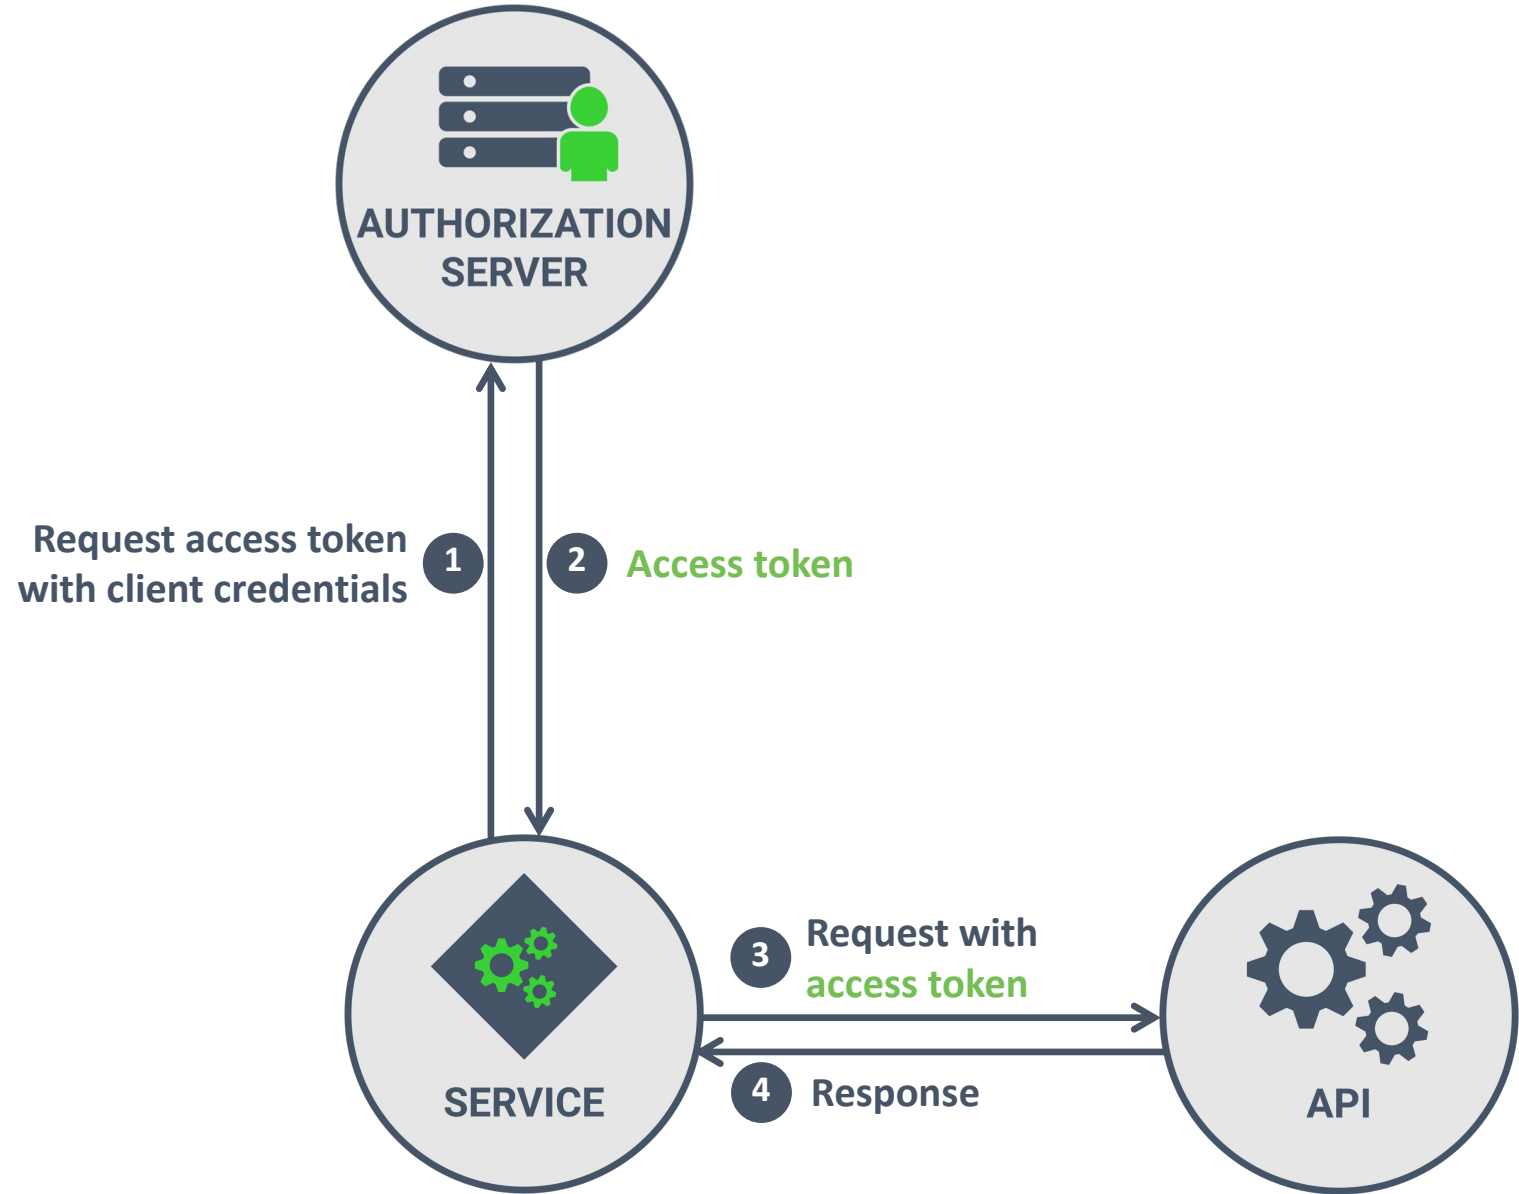 AUTHORIZATION
SERVER
Request access token
with client credentials
1
2
Access token
3
Request with
access token
4
Response
SERVICE
API